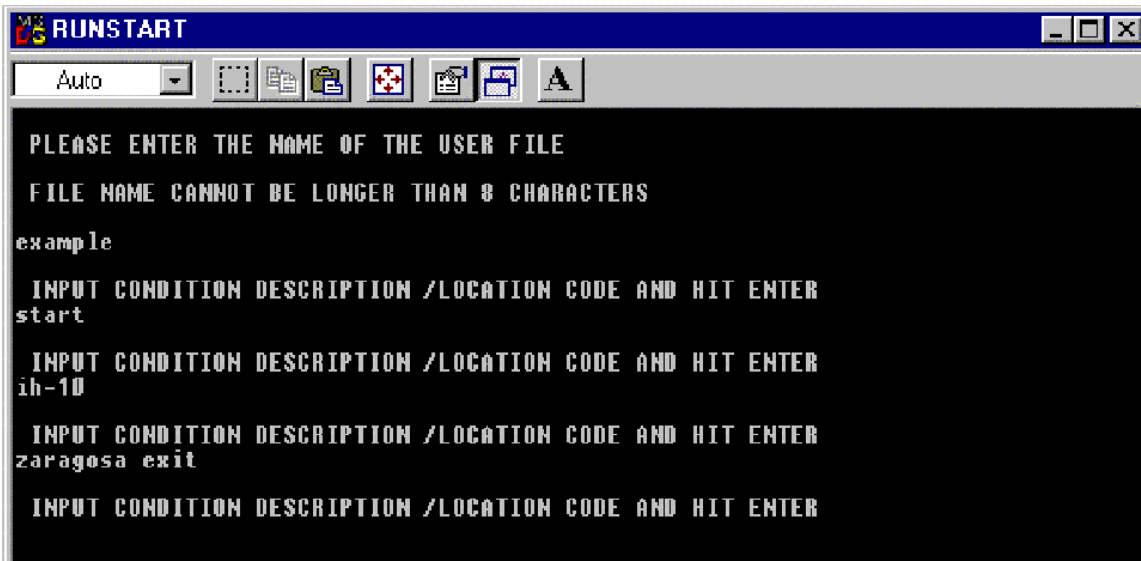 RUNSTART
Auto
A
PLEASE ENTER THE NAME OF THE USER FILE
FILE NAME CANNOT BE LONGER THAN 8 CHARACTERS
example
INPUT CONDITION DESCRIPTION /LOCATION CODE AND HIT ENTER
start
INPUT CONDITION DESCRIPTION /LOCATION CODE AND HIT ENTER
ih-10
INPUT CONDITION DESCRIPTION /LOCATION CODE AND HIT ENTER
zaragosa exit
INPUT CONDITION DESCRIPTION /LOCATION CODE AND HIT ENTER